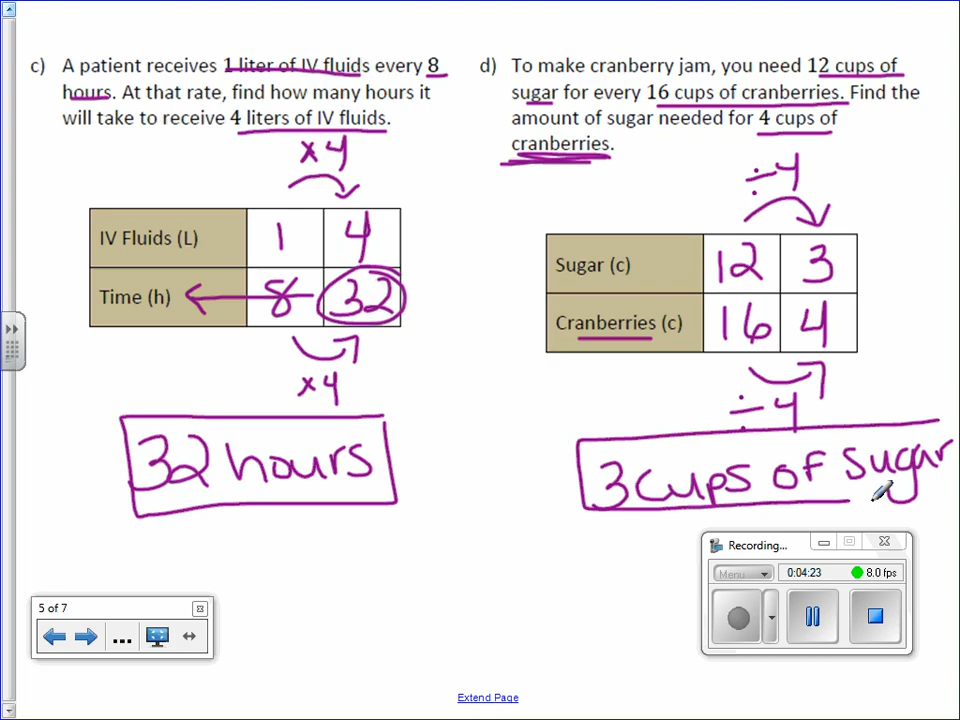 c) A patient receives 1 liter of IV fluids every 8
hours. At that rate, find how many hours it
will take to receive 4 liters of IV fluids.
×4
IV Fluids (L) 1 4
Time (h) 8 32
×4
32 hours
d) To make cranberry jam, you need 12 cups of
sugar for every 16 cups of cranberries. Find the
amount of sugar needed for 4 cups of
cranberries.
÷4
Sugar (c) 12 3
Cranberries (c) 16 4
÷4
3 cups of sugar
Recording...
Menu 0:04:23 8.0 fps
5 of 7
...
Extend Page